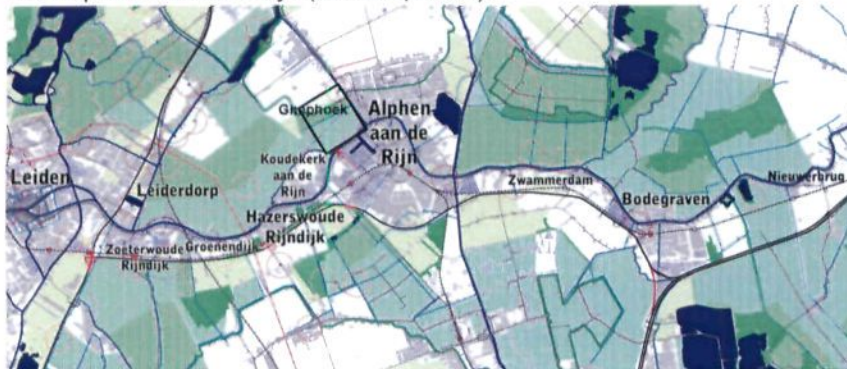 Gnephoek
Alphen
aan de
Rijn
Koudekerk
aan de
Rijn
Leiden
Leiderdorp
Hazerswoude
Rijndijk
Zoeterwoude
Rijndijk
Groenendijk
Zwammerdam
Bodegraven
Nieuwerbrug